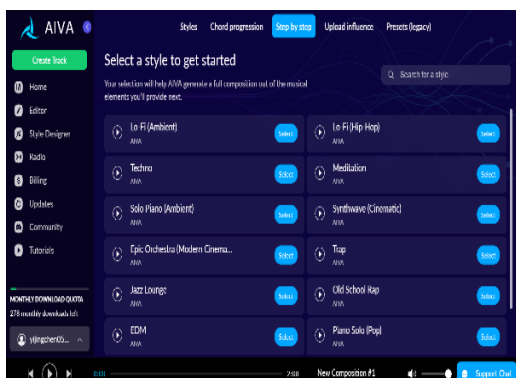 AIVA
Styles
Chord progression
Step by step
Upload influence
Presets (legacy)
Create Track
Home
Editor
Style Designer
Radio
Billing
Updates
Community
Tutorials
MONTHLY DOWNLOAD QUOTA
278 monthly downloads left
yijingchen05...
Select a style to get started
Your selection will help AIVA generate a full composition out of the musical
elements you'll provide next.
Search for a style
Lo Fi (Ambient)
AIVA
Select
Lo Fi (Hip Hop)
AIVA
Select
Techno
AIVA
Select
Meditation
AIVA
Select
Solo Piano (Ambient)
AIVA
Select
Synthwave (Cinematic)
AIVA
Select
Epic Orchestra (Modern Cinema...
AIVA
Select
Trap
AIVA
Select
Jazz Lounge
AIVA
Select
Old School Rap
AIVA
Select
EDM
AIVA
Select
Piano Solo (Pop)
AIVA
Select
0:00
2:08
New Composition #1
Support Chat